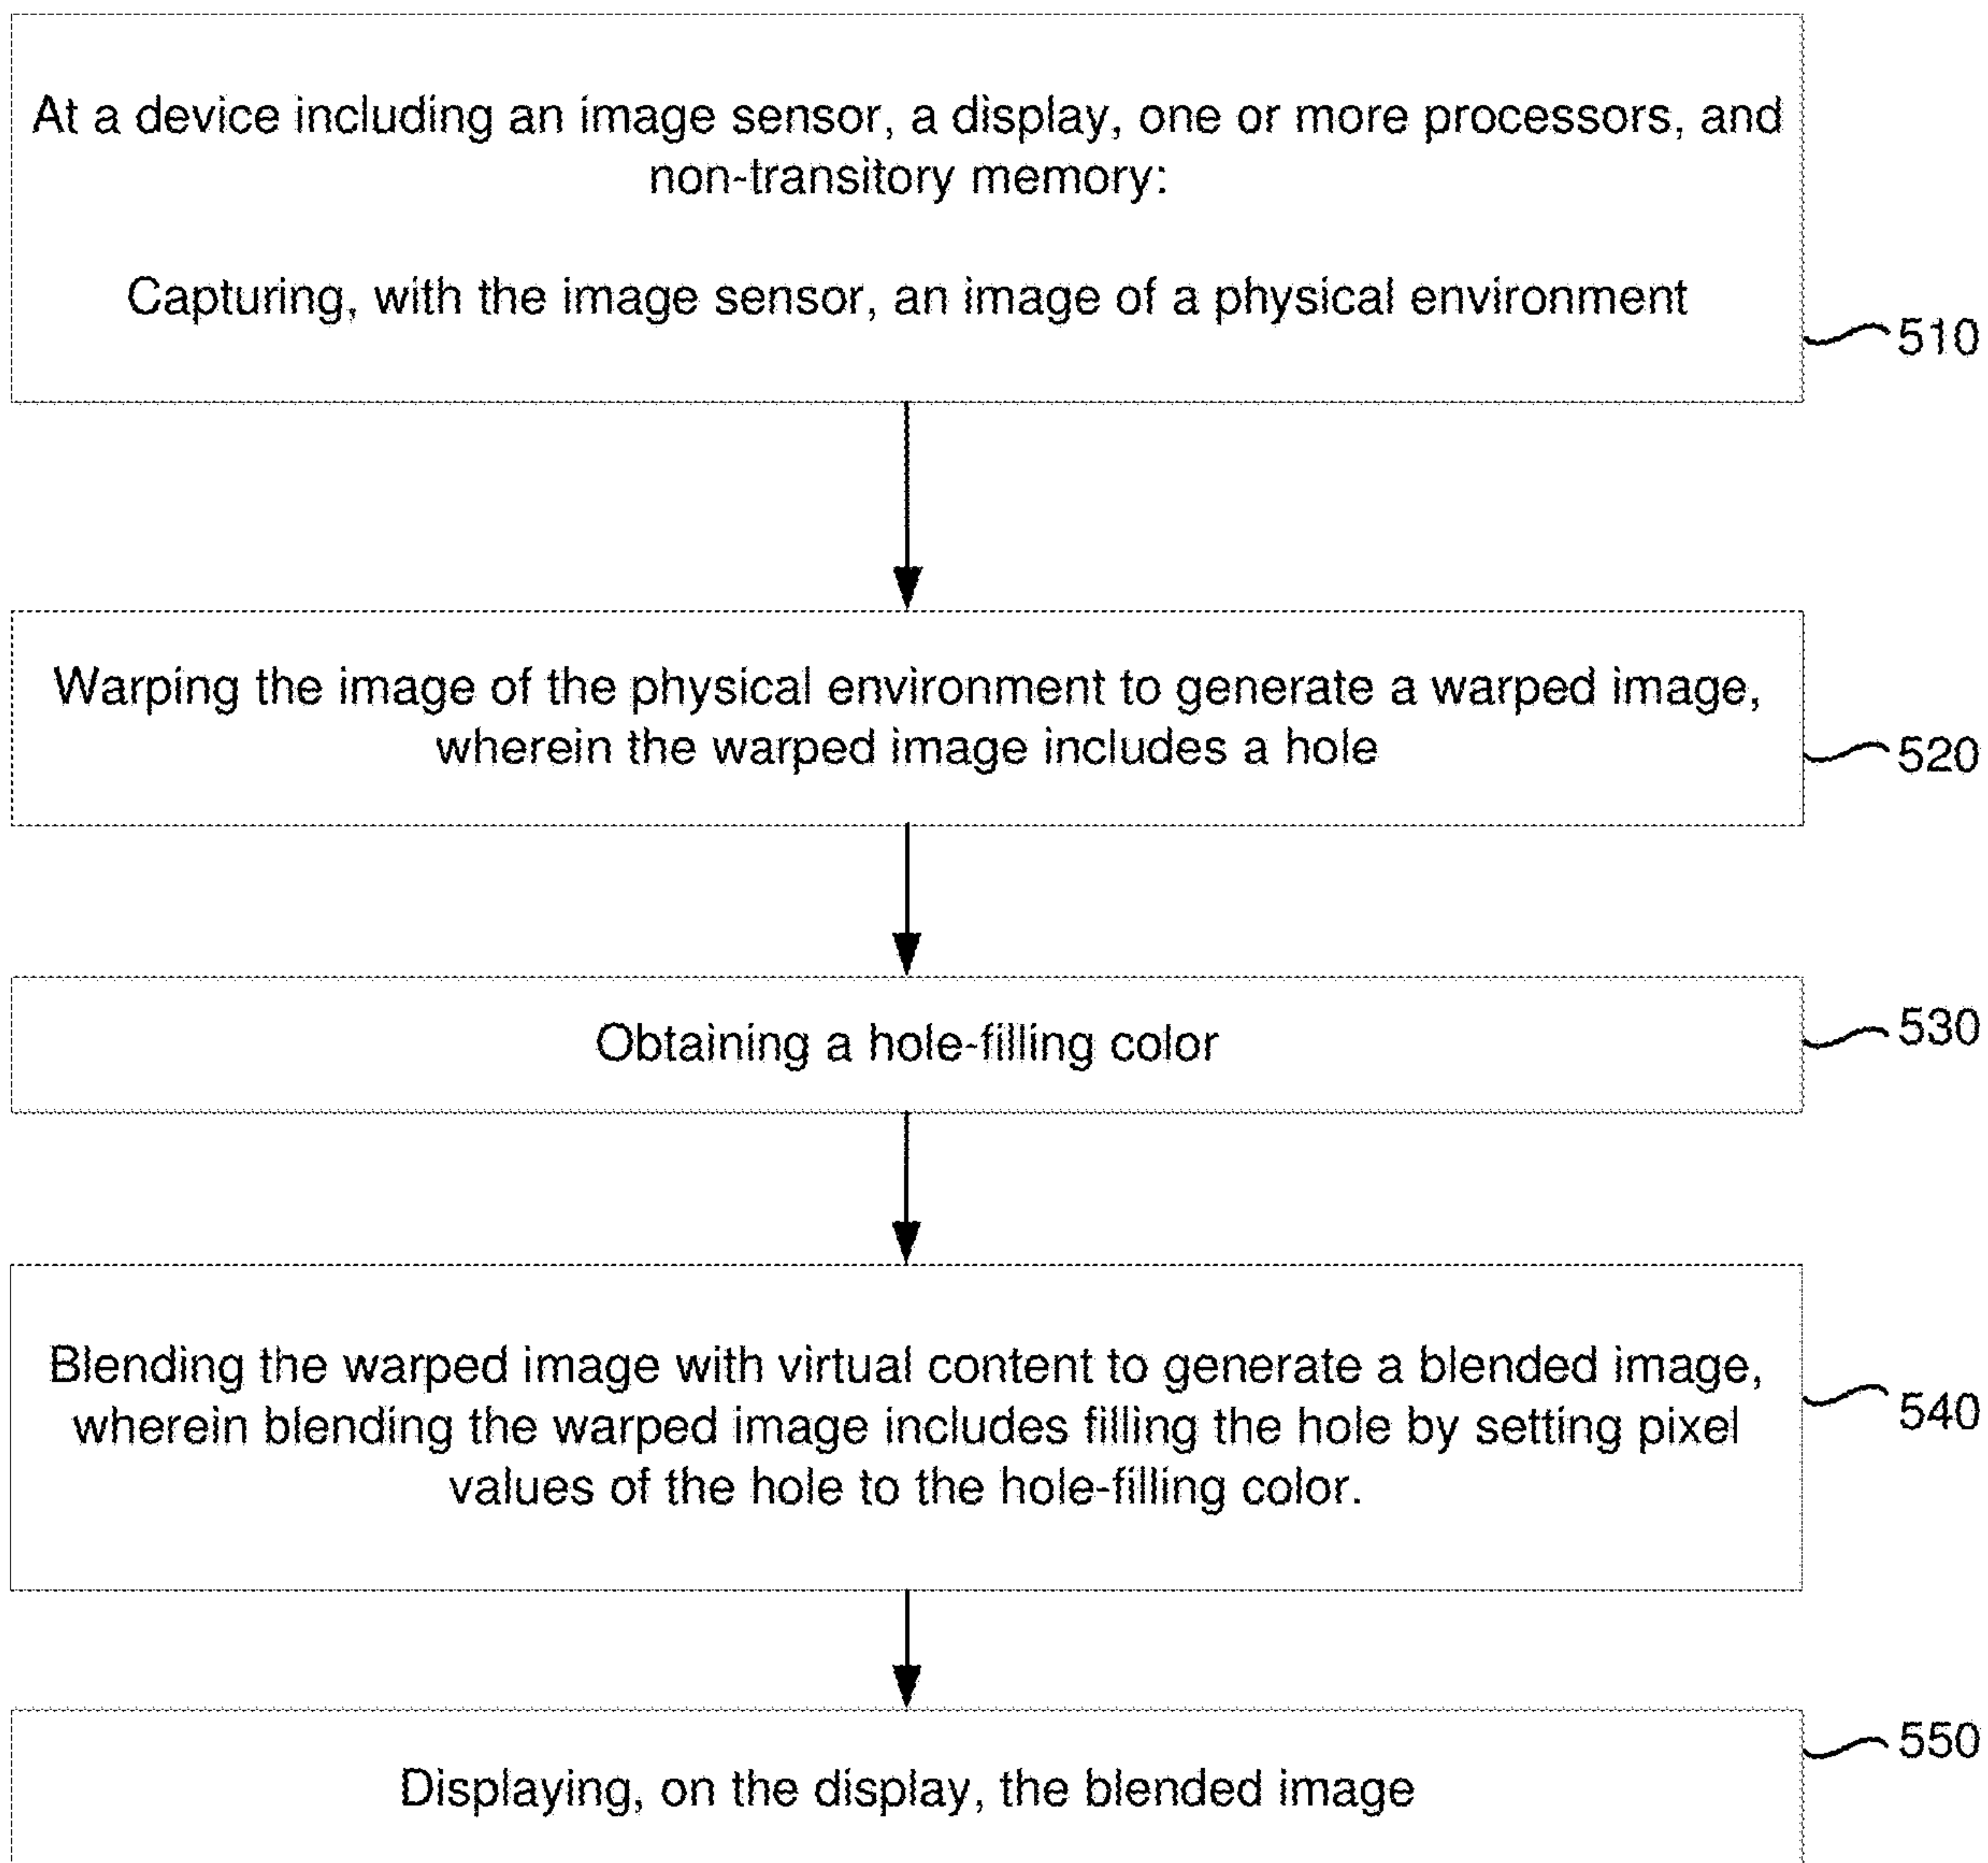 At a device including an image sensor, a display, one or more processors, and
non-transitory memory:
Capturing, with the image sensor, an image of a physical environment
510
Warping the image of the physical environment to generate a warped image,
wherein the warped image includes a hole
520
Obtaining a hole-filling color
530
Blending the warped image with virtual content to generate a blended image,
wherein blending the warped image includes filling the hole by setting pixel
values of the hole to the hole-filling color.
540
Displaying, on the display, the blended image
550